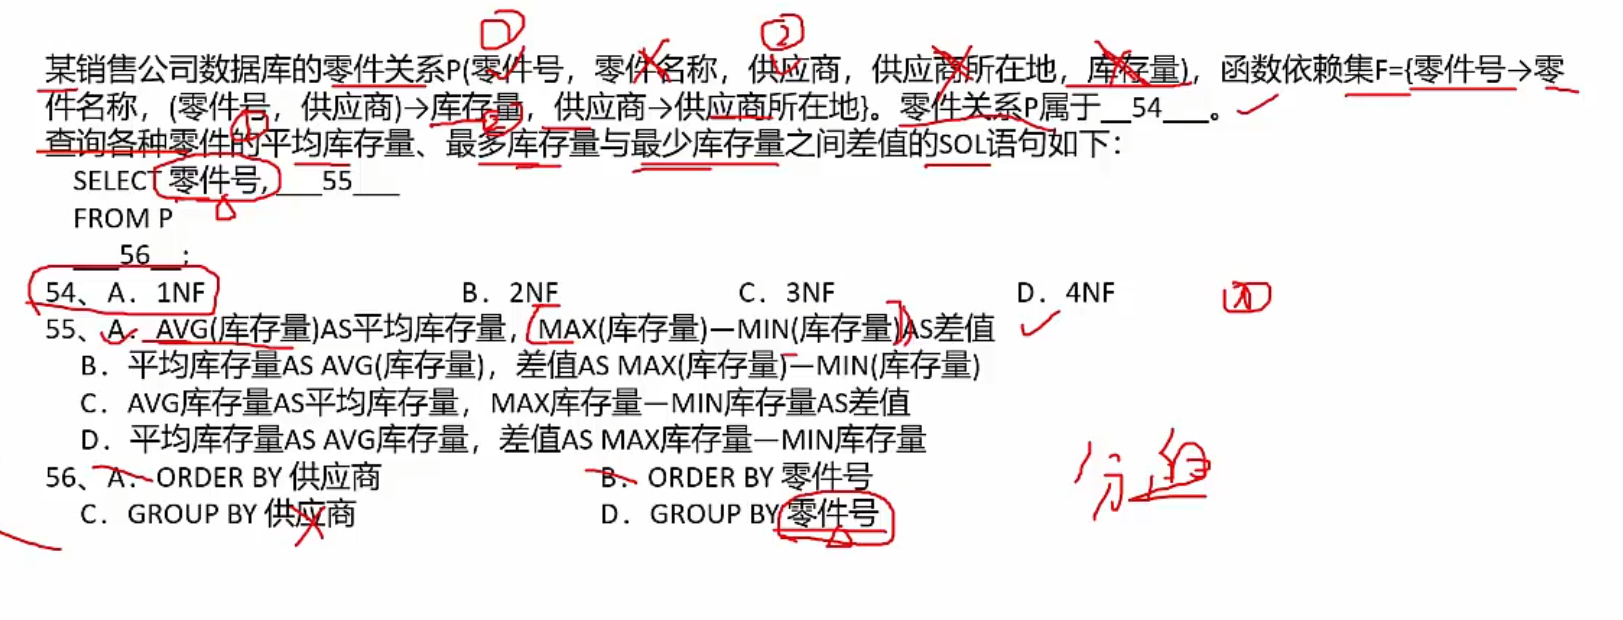 某销售公司数据库的零件关系P(零件号，零件名称，供应商，供应商所在地，库存量)，函数依赖集F={零件号→零
件名称，(零件号，供应商)→库存量，供应商→供应商所在地}。零件关系P属于__54___。
查询各种零件的平均库存量、最多库存量与最少库存量之间差值的SOL语句如下：
SELECT 零件号, ___55___
FROM P
___56__;
54、A．1NF B．2NF C．3NF D．4NF
55、A．AVG(库存量)AS平均库存量，MAX(库存量)—MIN(库存量)AS差值
B．平均库存量AS AVG(库存量)，差值AS MAX(库存量)—MIN(库存量)
C．AVG库存量AS平均库存量，MAX库存量—MIN库存量AS差值
D．平均库存量AS AVG库存量，差值AS MAX库存量—MIN库存量
56、A．ORDER BY 供应商 B．ORDER BY 零件号
C．GROUP BY 供应商 D．GROUP BY 零件号
分组